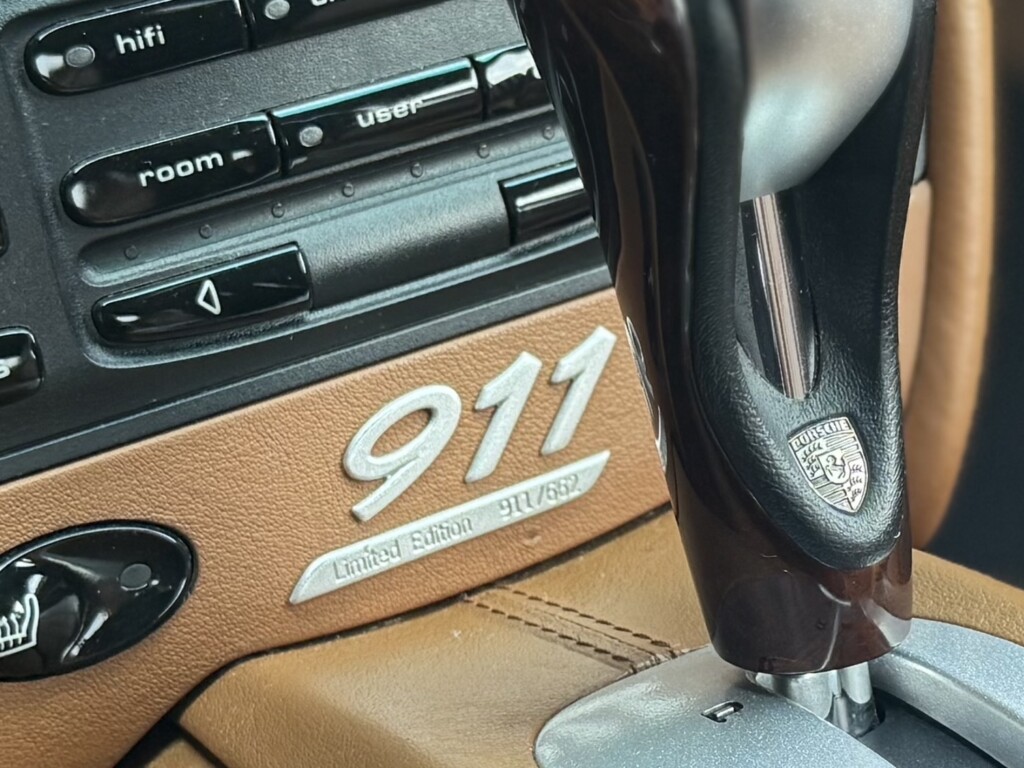 hifi
room
user
911
Limited Edition 911/682
PORSCHE
P